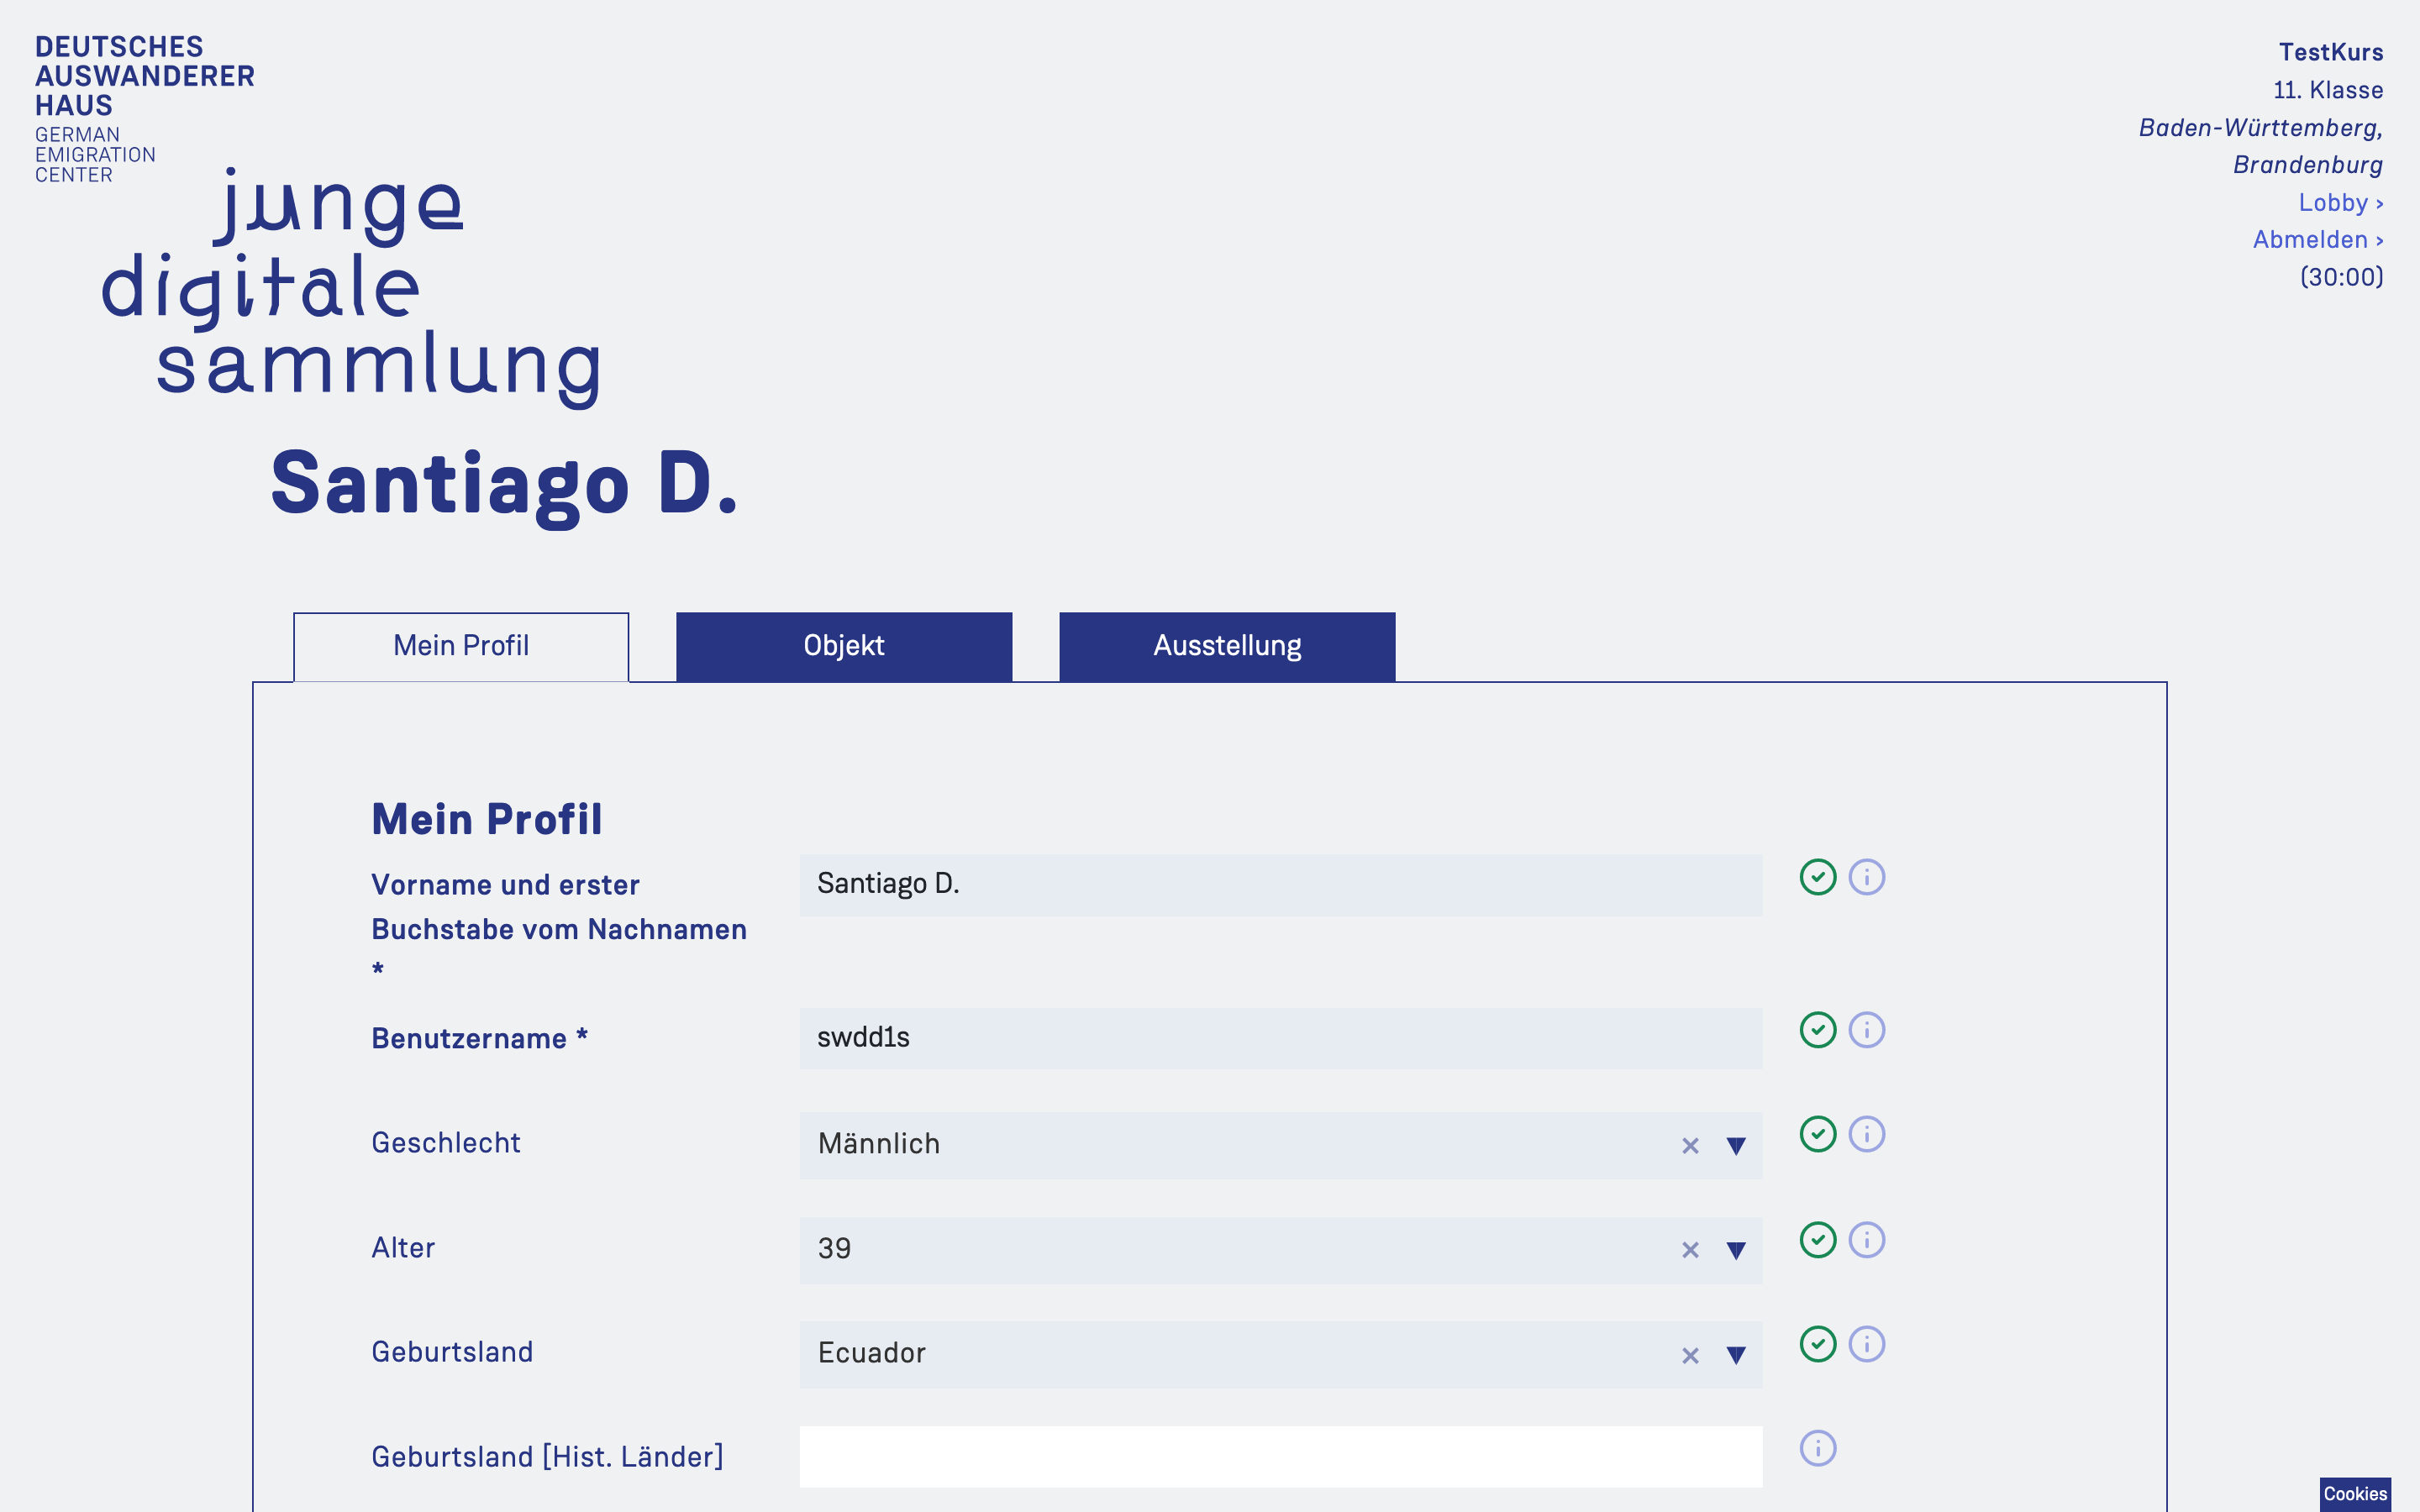 DEUTSCHES
AUSWANDERER
HAUS
GERMAN
EMIGRATION
CENTER
junge
digitale
sammlung
TestKurs
11. Klasse
Baden-Württemberg,
Brandenburg
Lobby ›
Abmelden ›
(30:00)
Santiago D.
Mein Profil
Objekt
Ausstellung
Mein Profil
Vorname und erster
Buchstabe vom Nachnamen
*
Santiago D.
Benutzername *
swdd1s
Geschlecht
Männlich
Alter
39
Geburtsland
Ecuador
Geburtsland [Hist. Länder]
Cookies